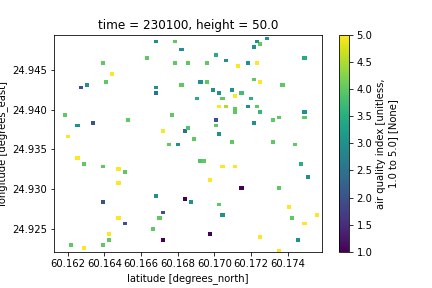 time = 230100, height = 50.0
24.945
24.940
24.935
24.930
24.925
longitude [degrees_east]
60.162 60.164 60.166 60.168 60.170 60.172 60.174
latitude [degrees_north]
5.0
4.5
4.0
3.5
3.0
2.5
2.0
1.5
1.0
air quality index [unitless,
1.0 to 5.0] [None]